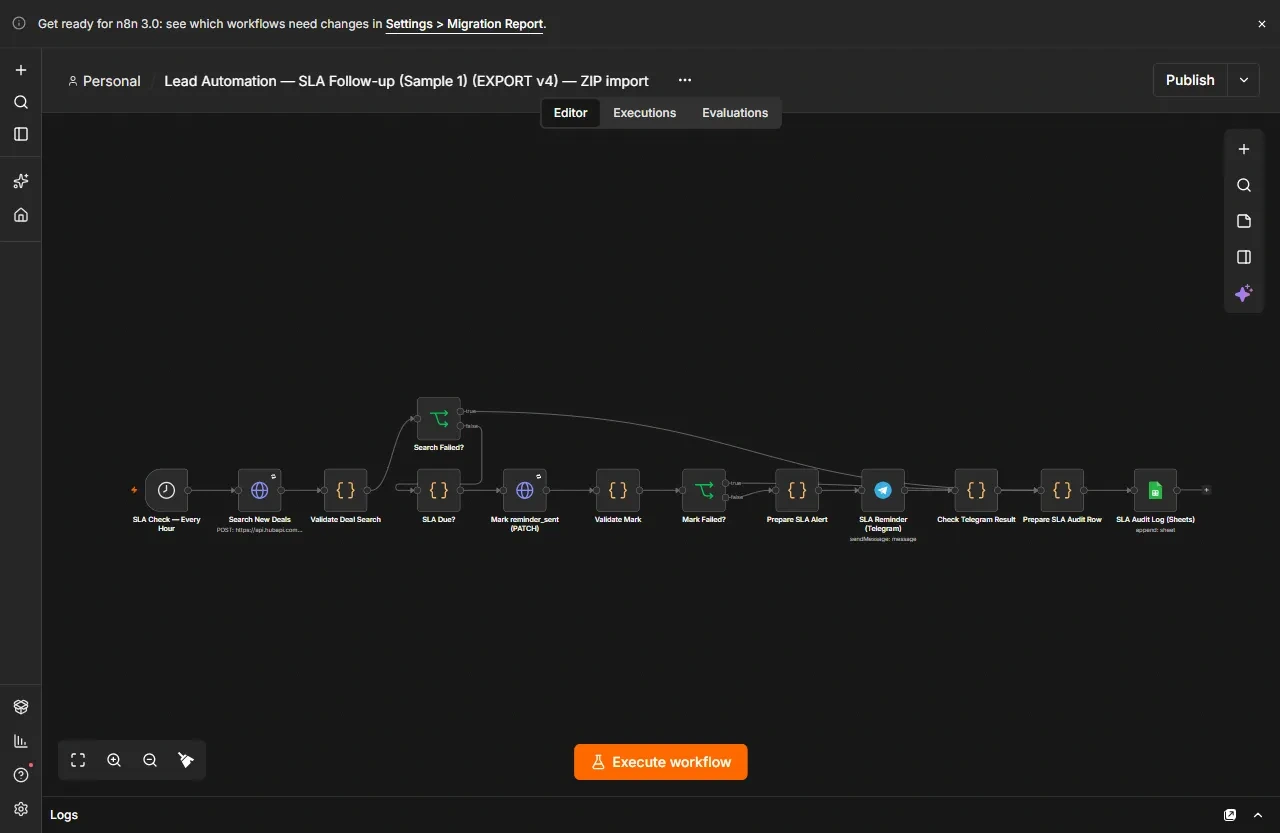 Get ready for n8n 3.0: see which workflows need changes in Settings > Migration Report.
Personal / Lead Automation — SLA Follow-up (Sample 1) (EXPORT v4) — ZIP import
Publish
Editor
Executions
Evaluations
true
false
Search Failed?
true
false
SLA Check — Every
Hour
Search New Deals
POST: https://api.hubapi.com...
Validate Deal Search
SLA Due?
Mark reminder_sent
(PATCH)
Validate Mark
Mark Failed?
Prepare SLA Alert
SLA Reminder
(Telegram)
sendMessage: message
Check Telegram Result
Prepare SLA Audit Row
SLA Audit Log (Sheets)
append: sheet
Execute workflow
Logs